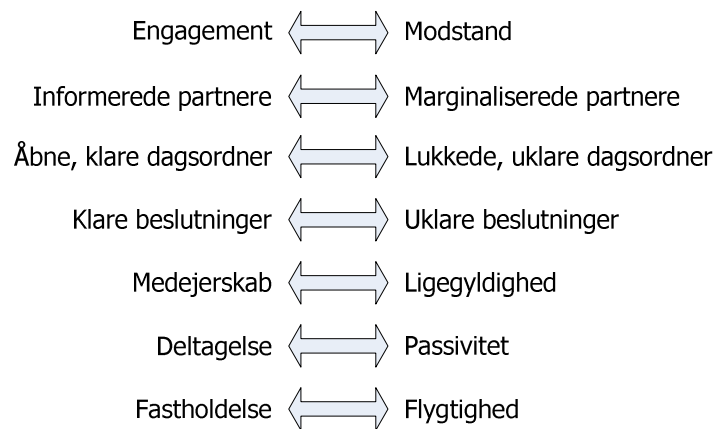 Engagement Modstand
Informerede partnere Marginaliserede partnere
Åbne, klare dagsordner Lukkede, uklare dagsordner
Klare beslutninger Uklare beslutninger
Medejerskab Ligegyldighed
Deltagelse Passivitet
Fastholdelse Flygtighed